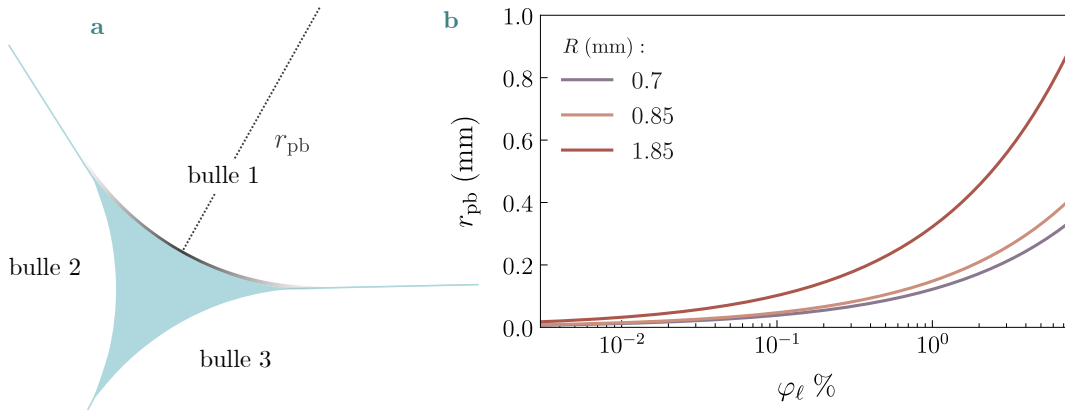 a
r_pb
bulle 1
bulle 2
bulle 3
b
R (mm) :
0.7
0.85
1.85
r_pb (mm)
1.0
0.8
0.6
0.4
0.2
0.0
10^−2
10^−1
10^0
φ_ℓ %